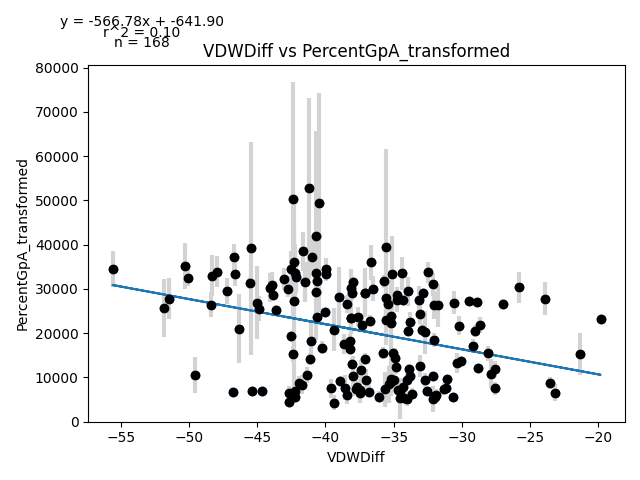 y = -566.78x + -641.90
r^2 = 0.10
n = 168
VDWDiff vs PercentGpA_transformed
PercentGpA_transformed
80000
70000
60000
50000
40000
30000
20000
10000
0
−55 −50 −45 −40 −35 −30 −25 −20
VDWDiff